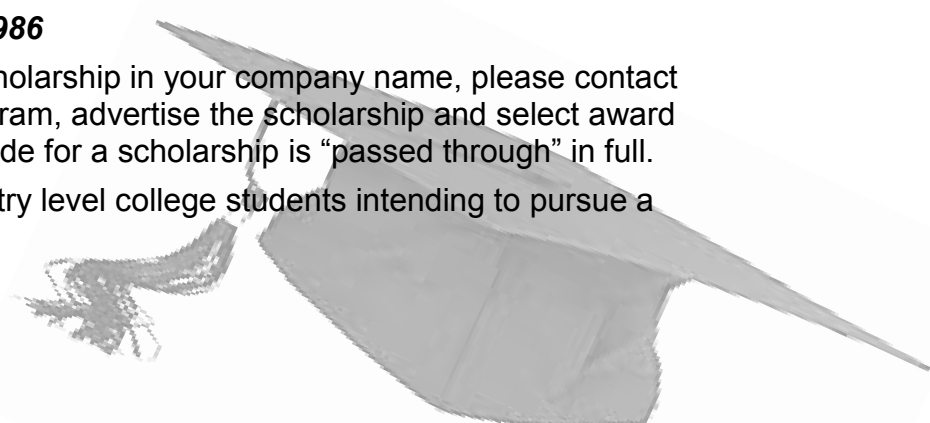 986
holarship in your company name, please contact
ram, advertise the scholarship and select award
de for a scholarship is “passed through” in full.
try level college students intending to pursue a